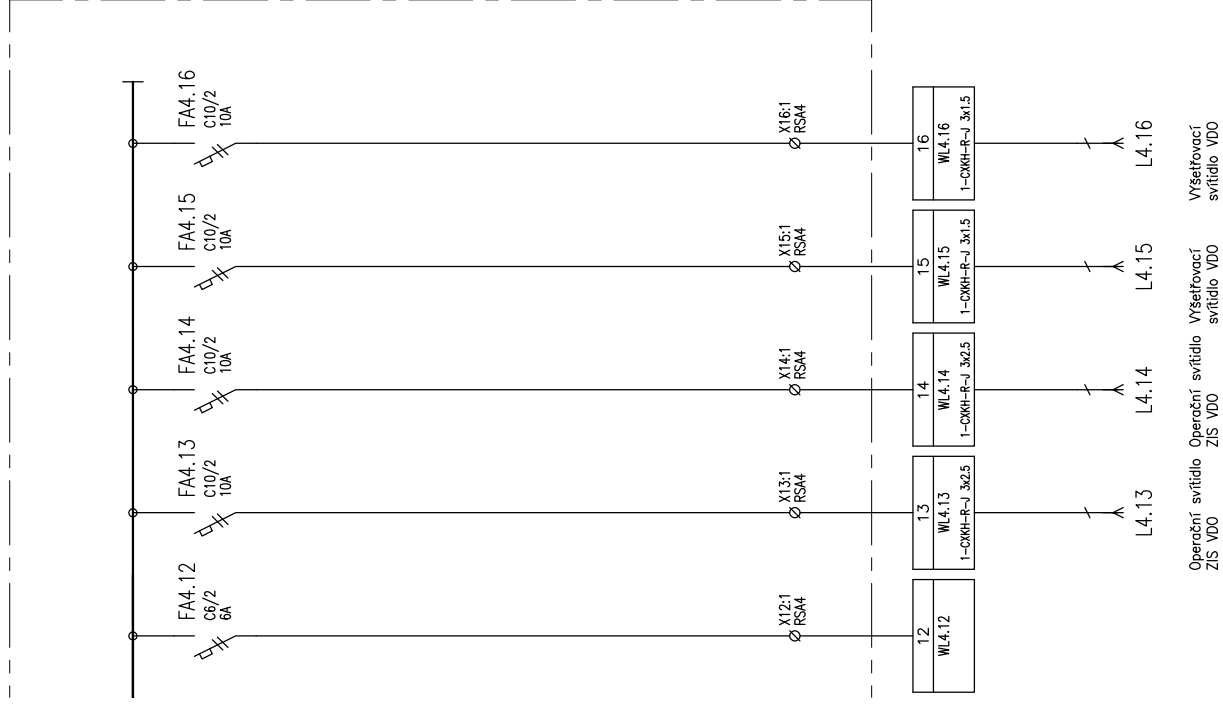 FA4.16
C10/2
10A
X16:1
RSA4
16
WL4.16
1-CXKH-R-J 3x1.5
L4.16
VYšetřovací
svítidlo VDO
FA4.15
C10/2
10A
X15:1
RSA4
15
WL4.15
1-CXKH-R-J 3x1.5
L4.15
VYšetřovací
svítidlo VDO
FA4.14
C10/2
10A
X14:1
RSA4
14
WL4.14
1-CXKH-R-J 3x2.5
L4.14
Operační svítidlo
ZIS VDO
FA4.13
C10/2
10A
X13:1
RSA4
13
WL4.13
1-CXKH-R-J 3x2.5
L4.13
Operační svítidlo
ZIS VDO
FA4.12
C6/2
6A
X12:1
RSA4
12
WL4.12